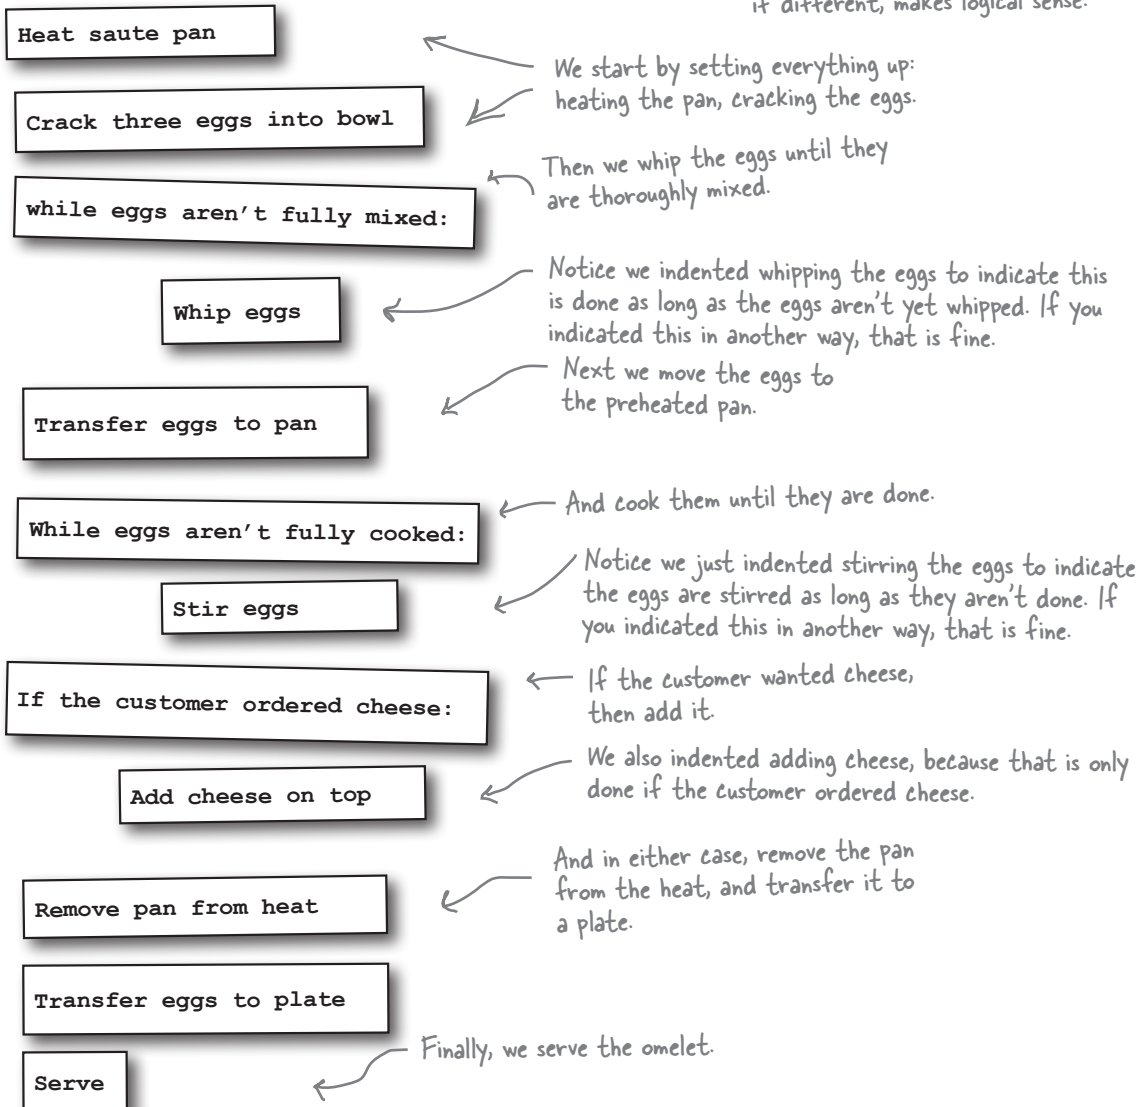 if different, makes logical sense.
Heat saute pan
We start by setting everything up:
heating the pan, cracking the eggs.
Crack three eggs into bowl
Then we whip the eggs until they
are thoroughly mixed.
while eggs aren't fully mixed:
Notice we indented whipping the eggs to indicate this
is done as long as the eggs aren't yet whipped. If you
indicated this in another way, that is fine.
Whip eggs
Next we move the eggs to
the preheated pan.
Transfer eggs to pan
And cook them until they are done.
While eggs aren't fully cooked:
Notice we just indented stirring the eggs to indicate
the eggs are stirred as long as they aren't done. If
you indicated this in another way, that is fine.
Stir eggs
If the customer wanted cheese,
then add it.
If the customer ordered cheese:
We also indented adding cheese, because that is only
done if the customer ordered cheese.
Add cheese on top
And in either case, remove the pan
from the heat, and transfer it to
a plate.
Remove pan from heat
Transfer eggs to plate
Finally, we serve the omelet.
Serve